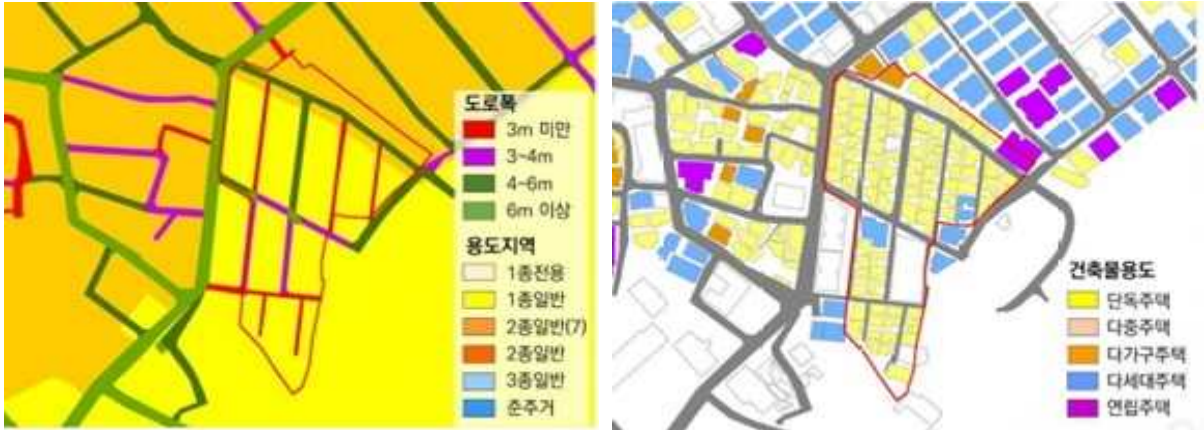 도로폭
3m 미만
3~4m
4~6m
6m 이상
용도지역
1종전용
1종일반
2종일반(7)
2종일반
3종일반
준주거
건축물용도
단독주택
다중주택
다가구주택
다세대주택
연립주택